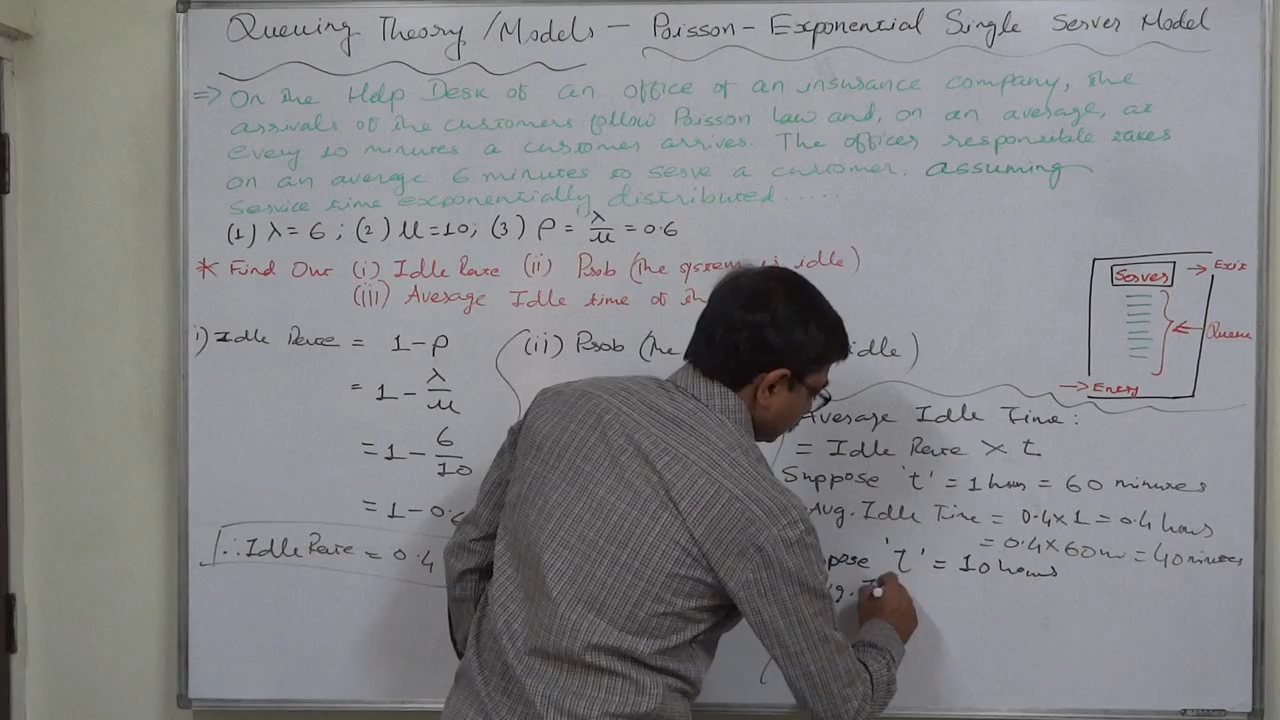 Queuing Theory / Models - Poisson - Exponential Single Server Model
=> On the Help Desk of an office of an insurance company, the
arrivals of the customers follow Poisson law and, on an average, at
every 10 minutes a customer arrives. The officer responsible takes
on an average 6 minutes to serve a customer. assuming
service time exponentially distributed.....
(1) λ = 6 ; (2) μ = 10 ; (3) ρ = λ/μ = 0.6
* Find Out (i) Idle Rate (ii) Prob (the system is idle)
(iii) Average Idle time of th
i) Idle Rate = 1 - ρ
= 1 - λ/μ
= 1 - 6/10
= 1 - 0.6
∴ Idle Rate = 0.4
(ii) Prob (the idle)
Average Idle Time :
= Idle Rate × t
Suppose 't' = 1 hour = 60 minutes
Avg. Idle Time = 0.4 × 1 = 0.4 hours
= 0.4 × 60 mi = 40 minutes
pose 't' = 10 hours
Server
Exit
Queue
Entry